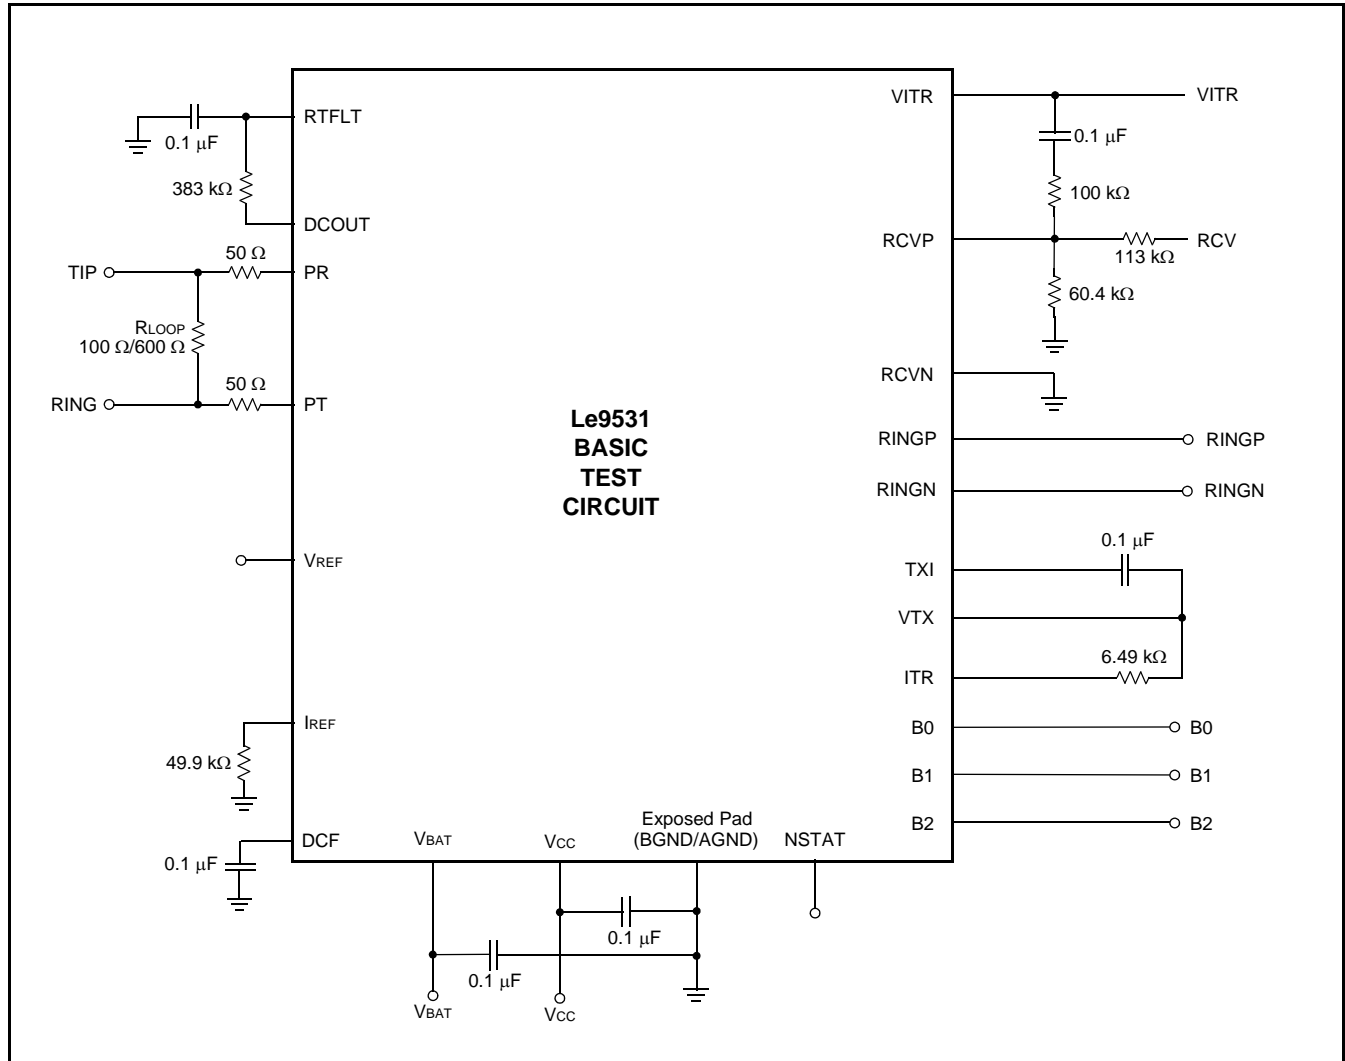 VITR
VITR
RTFLT
0.1 μF
0.1 μF
383 kΩ
100 kΩ
DCOUT
RCVP
RCV
50 Ω
113 kΩ
TIP
PR
60.4 kΩ
RLOOP
100 Ω/600 Ω
RCVN
50 Ω
RING
PT
Le9531
BASIC
TEST
CIRCUIT
RINGP
RINGP
RINGN
RINGN
0.1 μF
VREF
TXI
VTX
6.49 kΩ
ITR
IREF
B0
B0
49.9 kΩ
B1
B1
Exposed Pad
(BGND/AGND)
B2
B2
DCF
VBAT
VCC
NSTAT
0.1 μF
0.1 μF
0.1 μF
VBAT
VCC